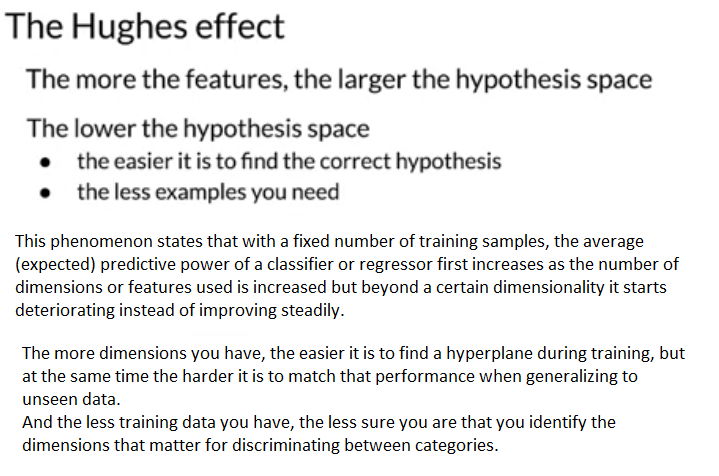 The Hughes effect
The more the features, the larger the hypothesis space
The lower the hypothesis space
• the easier it is to find the correct hypothesis
• the less examples you need
This phenomenon states that with a fixed number of training samples, the average
(expected) predictive power of a classifier or regressor first increases as the number of
dimensions or features used is increased but beyond a certain dimensionality it starts
deteriorating instead of improving steadily.
The more dimensions you have, the easier it is to find a hyperplane during training, but
at the same time the harder it is to match that performance when generalizing to
unseen data.
And the less training data you have, the less sure you are that you identify the
dimensions that matter for discriminating between categories.